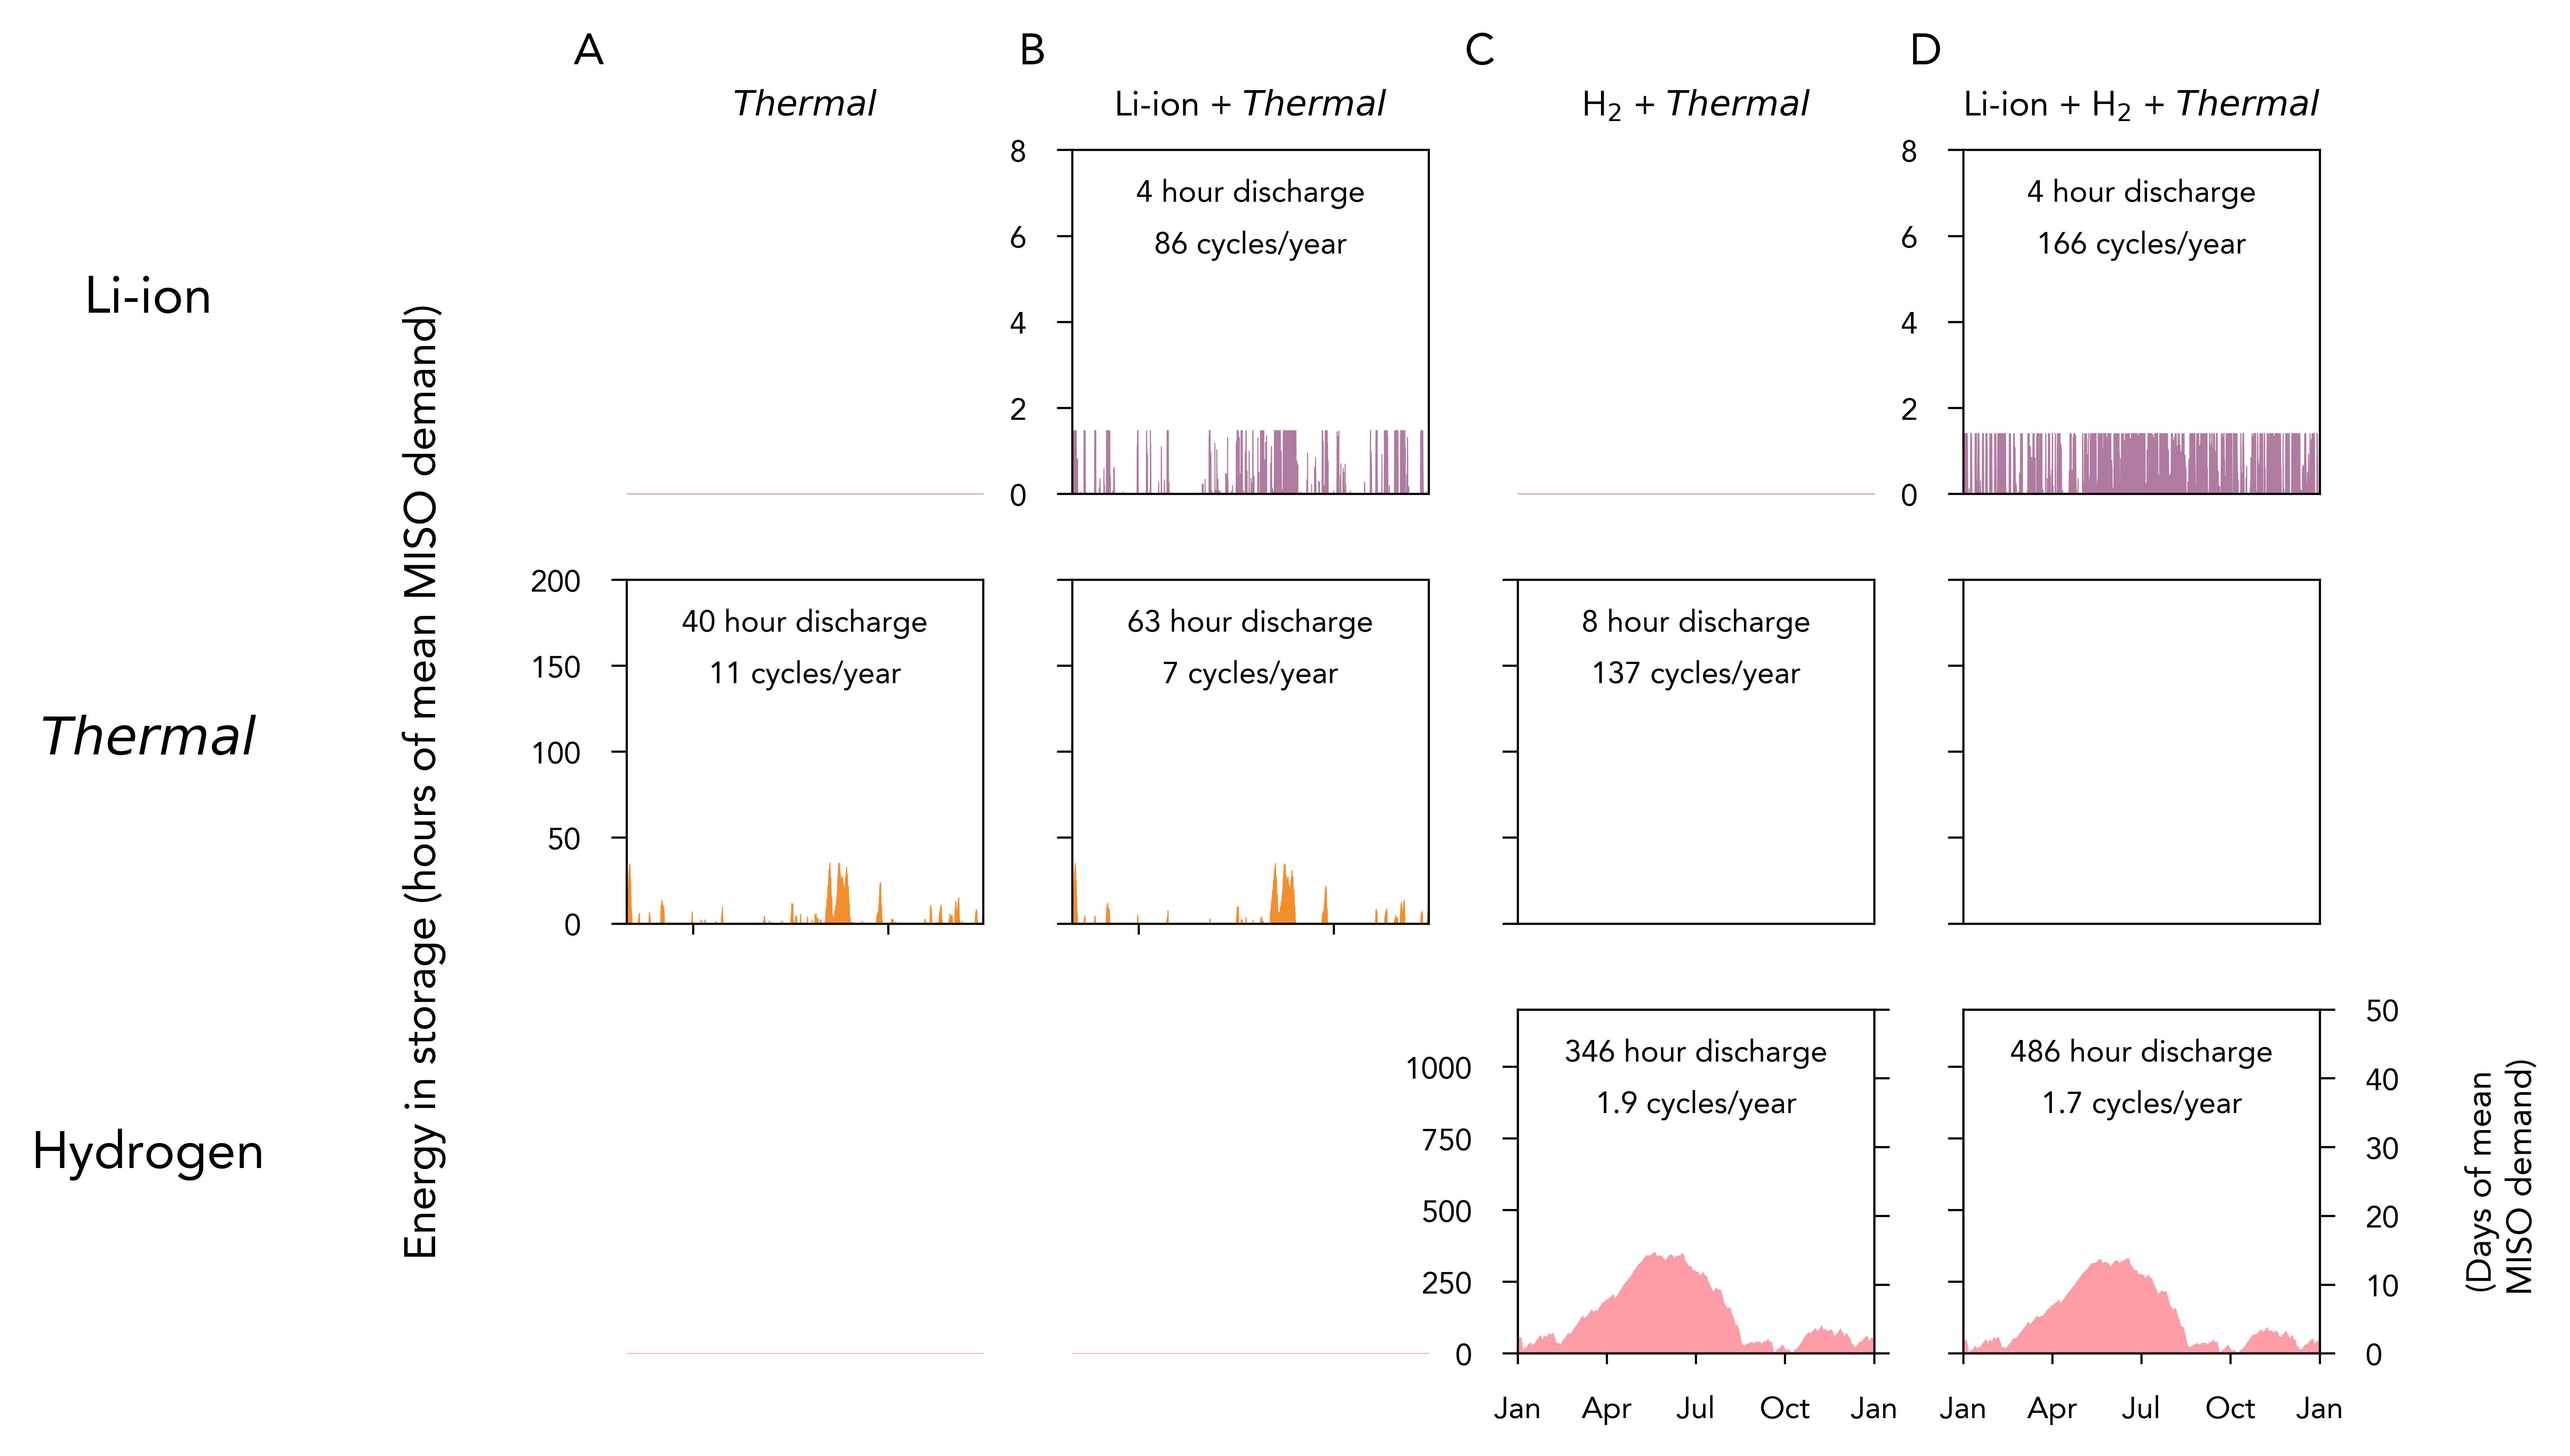 A
B
C
D
Thermal
Li-ion + Thermal
H₂ + Thermal
Li-ion + H₂ + Thermal
Li-ion
Thermal
Hydrogen
Energy in storage (hours of mean MISO demand)
8
6
4
2
0
4 hour discharge
86 cycles/year
8
6
4
2
0
4 hour discharge
166 cycles/year
200
150
100
50
0
40 hour discharge
11 cycles/year
63 hour discharge
7 cycles/year
8 hour discharge
137 cycles/year
1000
750
500
250
0
346 hour discharge
1.9 cycles/year
Jan Apr Jul Oct Jan
486 hour discharge
1.7 cycles/year
Jan Apr Jul Oct Jan
50
40
30
20
10
0
(Days of mean
MISO demand)